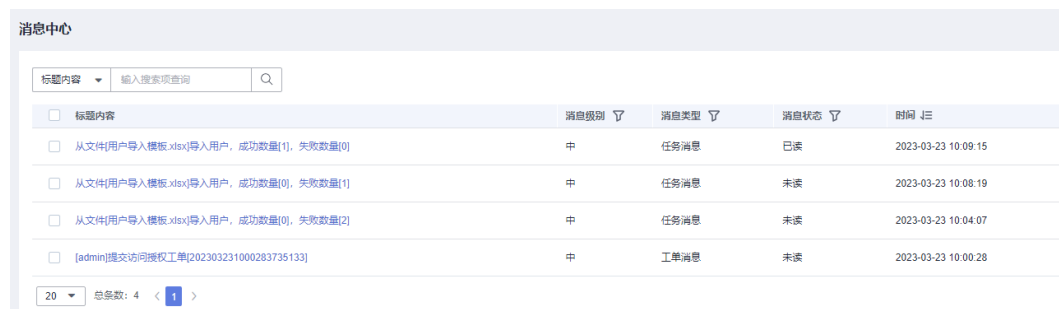 消息中心
标题内容 输入搜索项查询
标题内容 消息级别 消息类型 消息状态 时间
从文件[用户导入模板.xlsx]导入用户，成功数量[1]，失败数量[0] 中 任务消息 已读 2023-03-23 10:09:15
从文件[用户导入模板.xlsx]导入用户，成功数量[0]，失败数量[1] 中 任务消息 未读 2023-03-23 10:08:19
从文件[用户导入模板.xlsx]导入用户，成功数量[0]，失败数量[2] 中 任务消息 未读 2023-03-23 10:04:07
[admin]提交访问授权工单[202303231000283735133] 中 工单消息 未读 2023-03-23 10:00:28
20 总条数：4 < 1 >